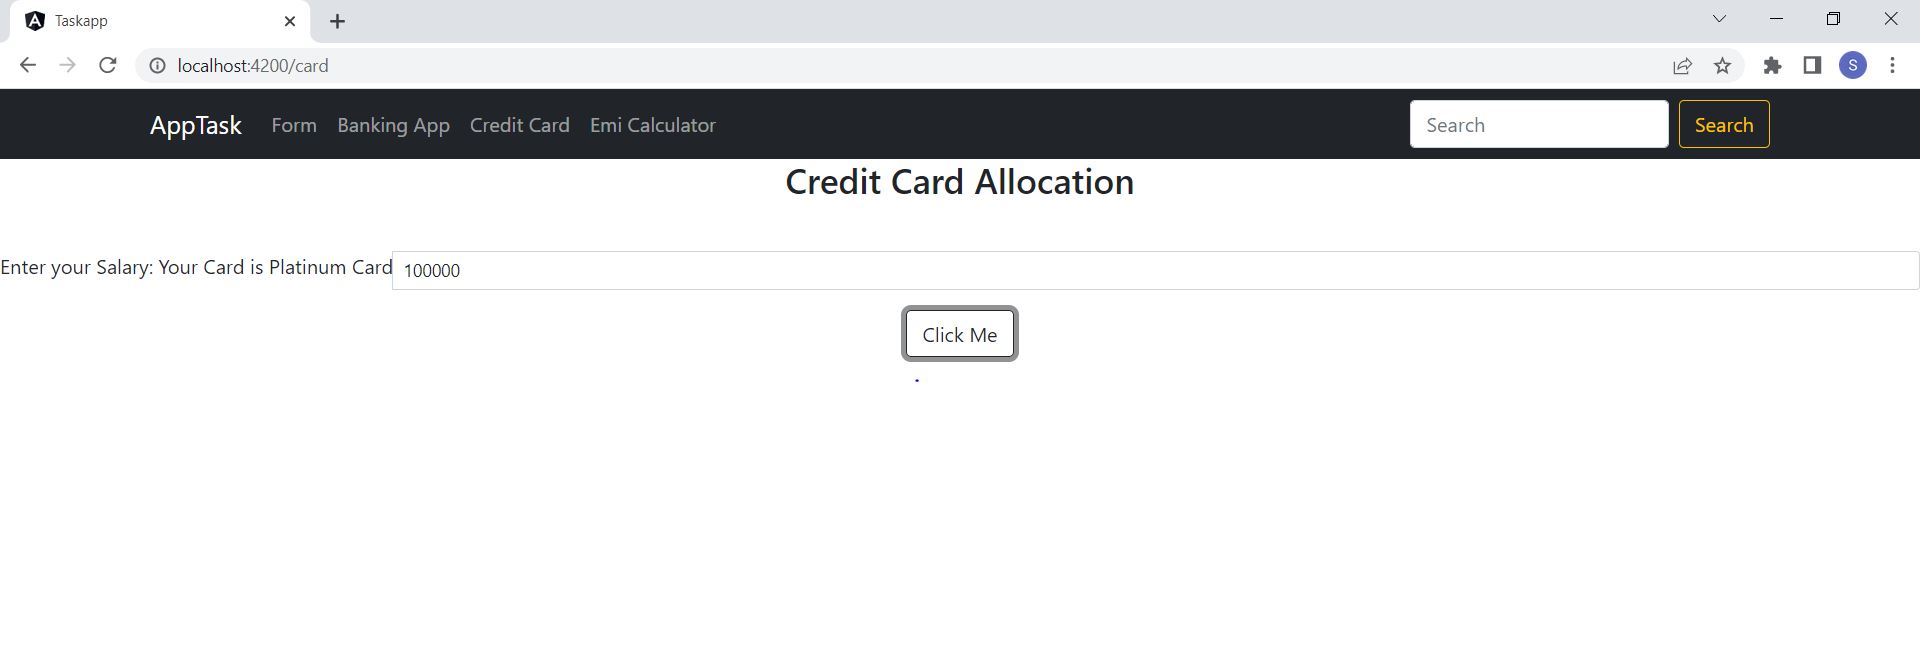 Taskapp
localhost:4200/card
S
AppTask Form Banking App Credit Card Emi Calculator Search Search
Credit Card Allocation
Enter your Salary: Your Card is Platinum Card 100000
Click Me